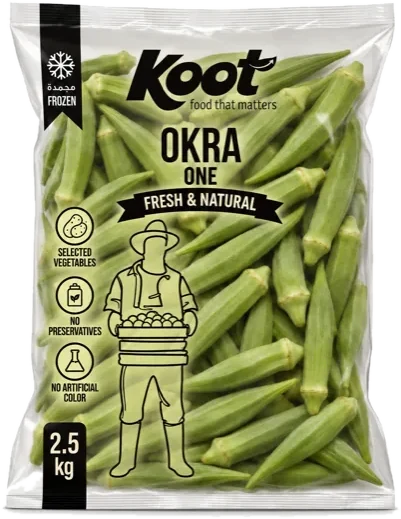 مجمدة
FROZEN
Koot
food that matters
OKRA
ONE
FRESH & NATURAL
SELECTED
VEGETABLES
NO
PRESERVATIVES
NO ARTIFICIAL
COLOR
2.5
kg